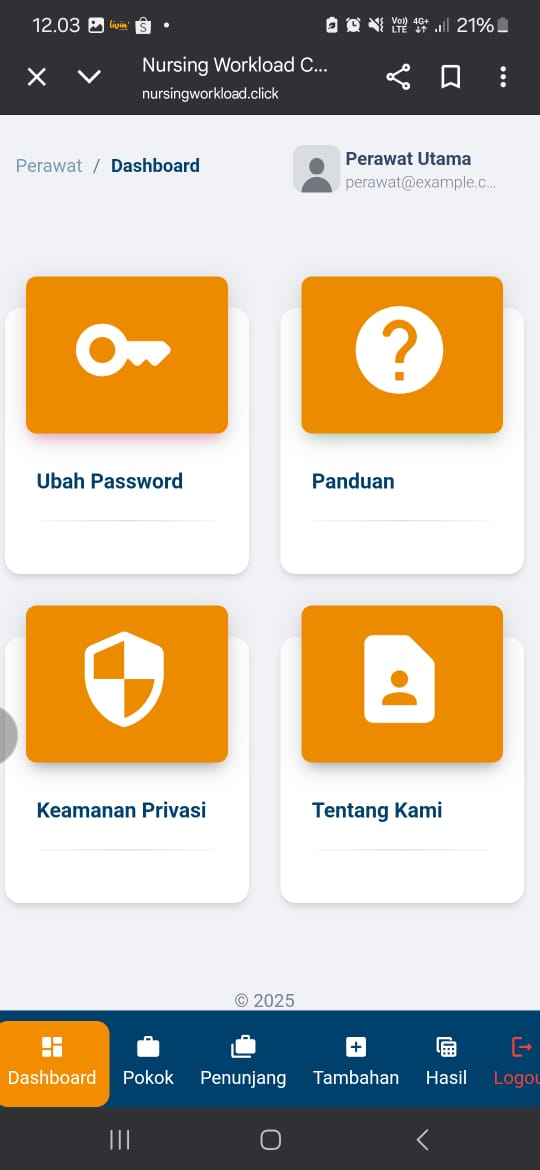 12.03 livin' S 21%
Nursing Workload C...
nursingworkload.click
Perawat / Dashboard
Perawat Utama
perawat@example.c...
Ubah Password
Panduan
Keamanan Privasi
Tentang Kami
© 2025
Dashboard Pokok Penunjang Tambahan Hasil Logou